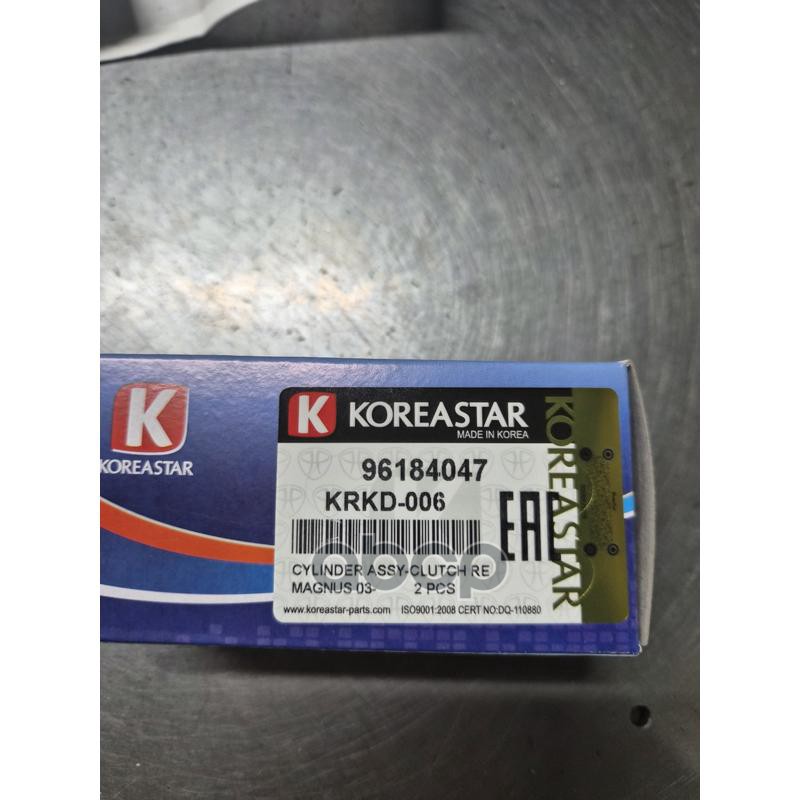 K
KOREASTAR
K KOREASTAR
MADE IN KOREA
96184047
KRKD-006
EAC
CYLINDER ASSY-CLUTCH RE
MAGNUS 03- 2 PCS
www.koreastar-parts.com ISO9001:2008 CERT NO:DQ-110880
KOREASTAR